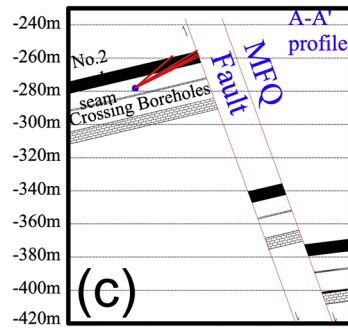 -240m
-260m
-280m
-300m
-320m
-340m
-360m
-380m
-400m
-420m
A-A'
profile
No.2
seam
Crossing Boreholes
MFQ
Fault
(c)